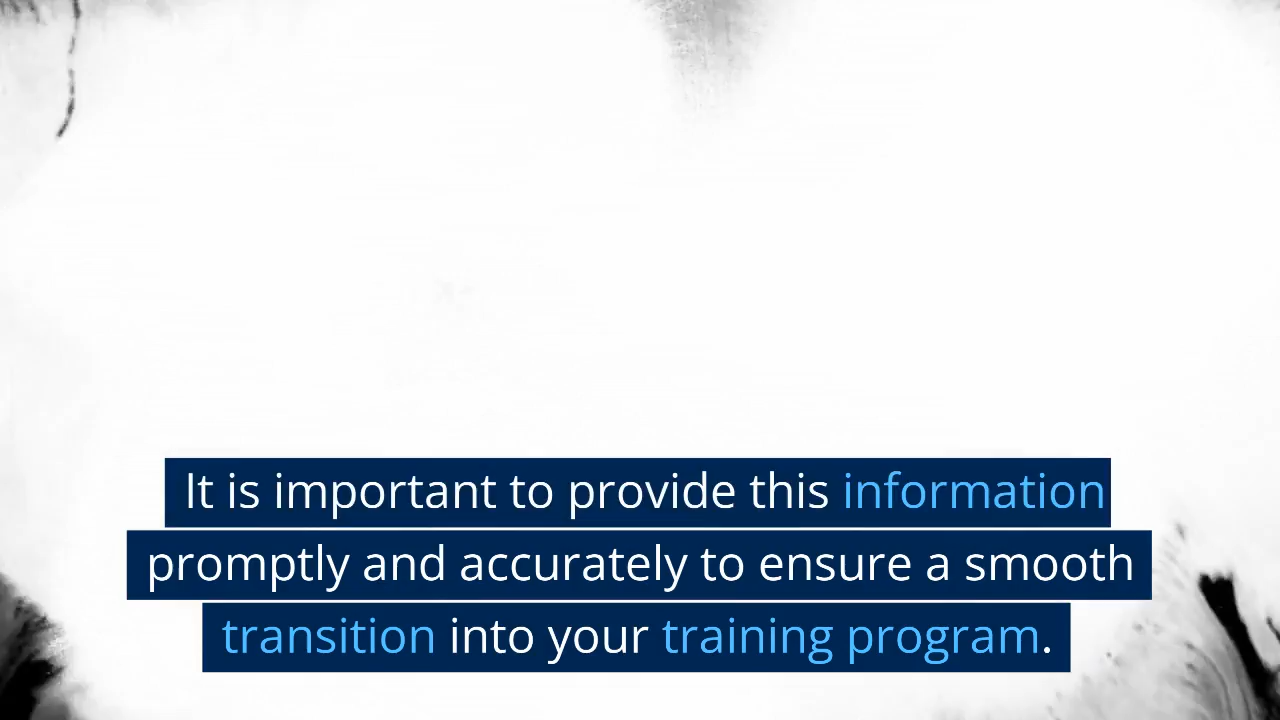 It is important to provide this information
promptly and accurately to ensure a smooth
transition into your training program.